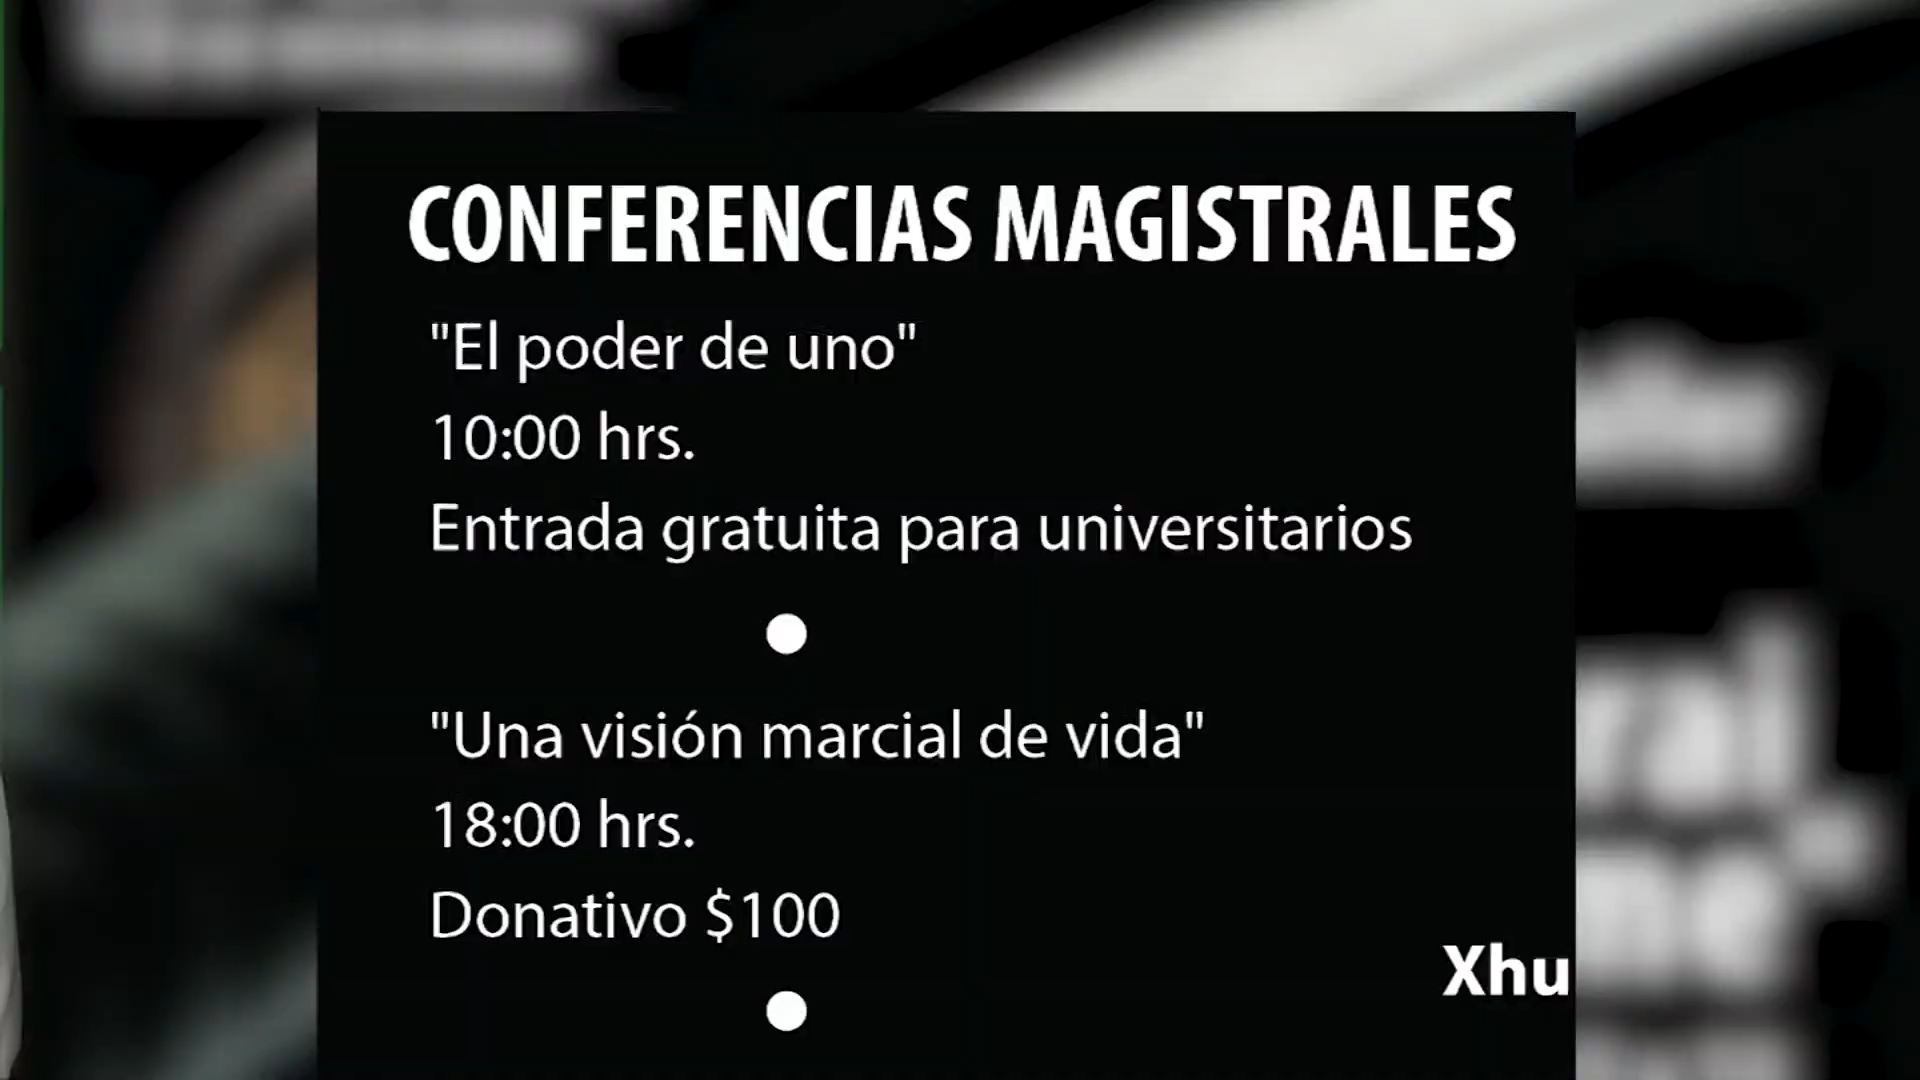 CONFERENCIAS MAGISTRALES
"El poder de uno"
10:00 hrs.
Entrada gratuita para universitarios
"Una visión marcial de vida"
18:00 hrs.
Donativo $100
Xhu